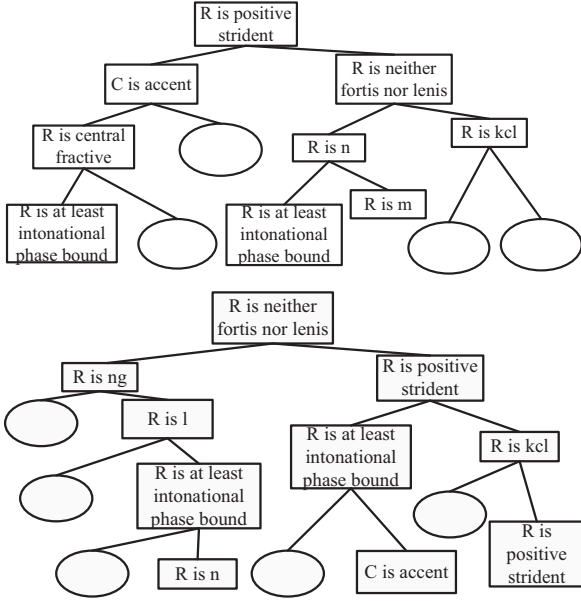 R is positive
strident
C is accent
R is neither
fortis nor lenis
R is central
fractive
R is n
R is kcl
R is at least
intonational
phase bound
R is at least
intonational
phase bound
R is m
R is neither
fortis nor lenis
R is ng
R is positive
strident
R is l
R is at least
intonational
phase bound
R is kcl
R is at least
intonational
phase bound
R is n
C is accent
R is
positive
strident